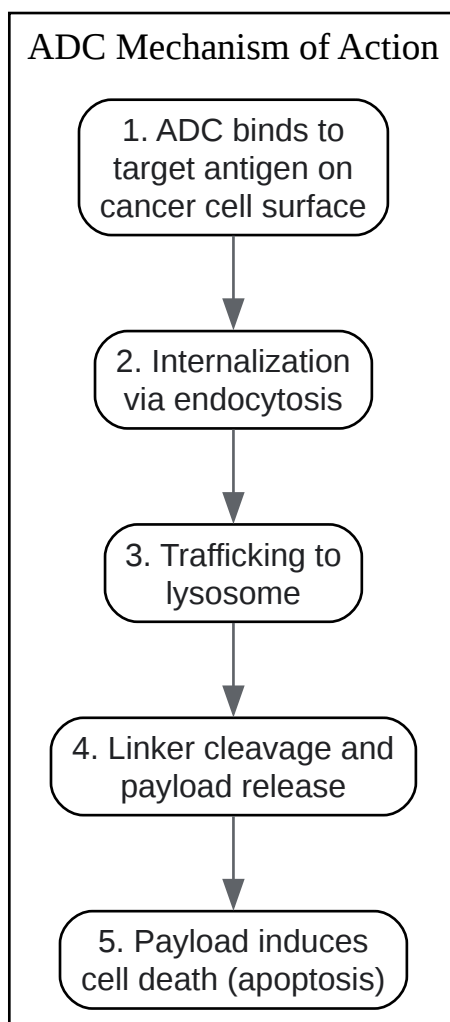 ADC Mechanism of Action
1. ADC binds to
target antigen on
cancer cell surface
2. Internalization
via endocytosis
3. Trafficking to
lysosome
4. Linker cleavage and
payload release
5. Payload induces
cell death (apoptosis)